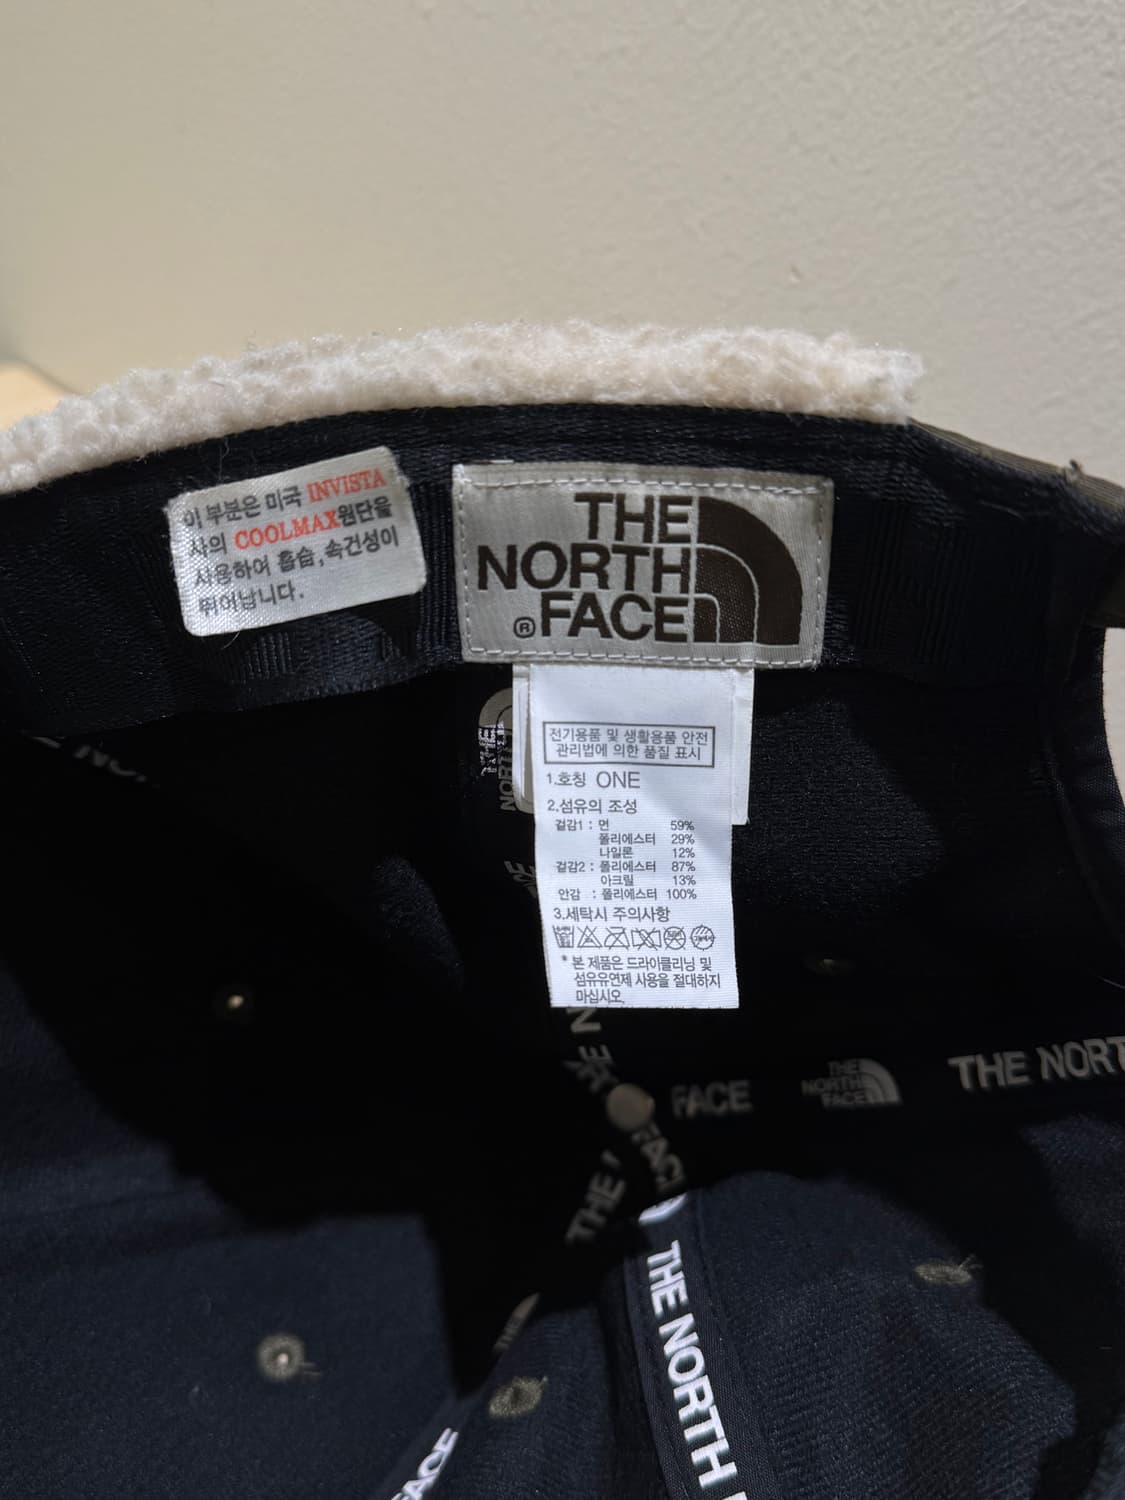 이 부분은 미국 INVISTA
사의 COOLMAX원단을
사용하여 흡습,속건성이
뛰어납니다.
THE
NORTH
®FACE
THE
NORTH
전기용품 및 생활용품 안전
관리법에 의한 품질 표시
1.호칭 ONE
2.섬유의 조성
겉감1 : 면 59%
폴리에스터 29%
나일론 12%
겉감2 : 폴리에스터 87%
아크릴 13%
안감 : 폴리에스터 100%
3.세탁시 주의사항
* 본 제품은 드라이클리닝 및
섬유유연제 사용을 절대하지
마십시오.
FACE
THE
NORTH
FACE
THE NORT
THE
FAC
THE NORTH
FACE